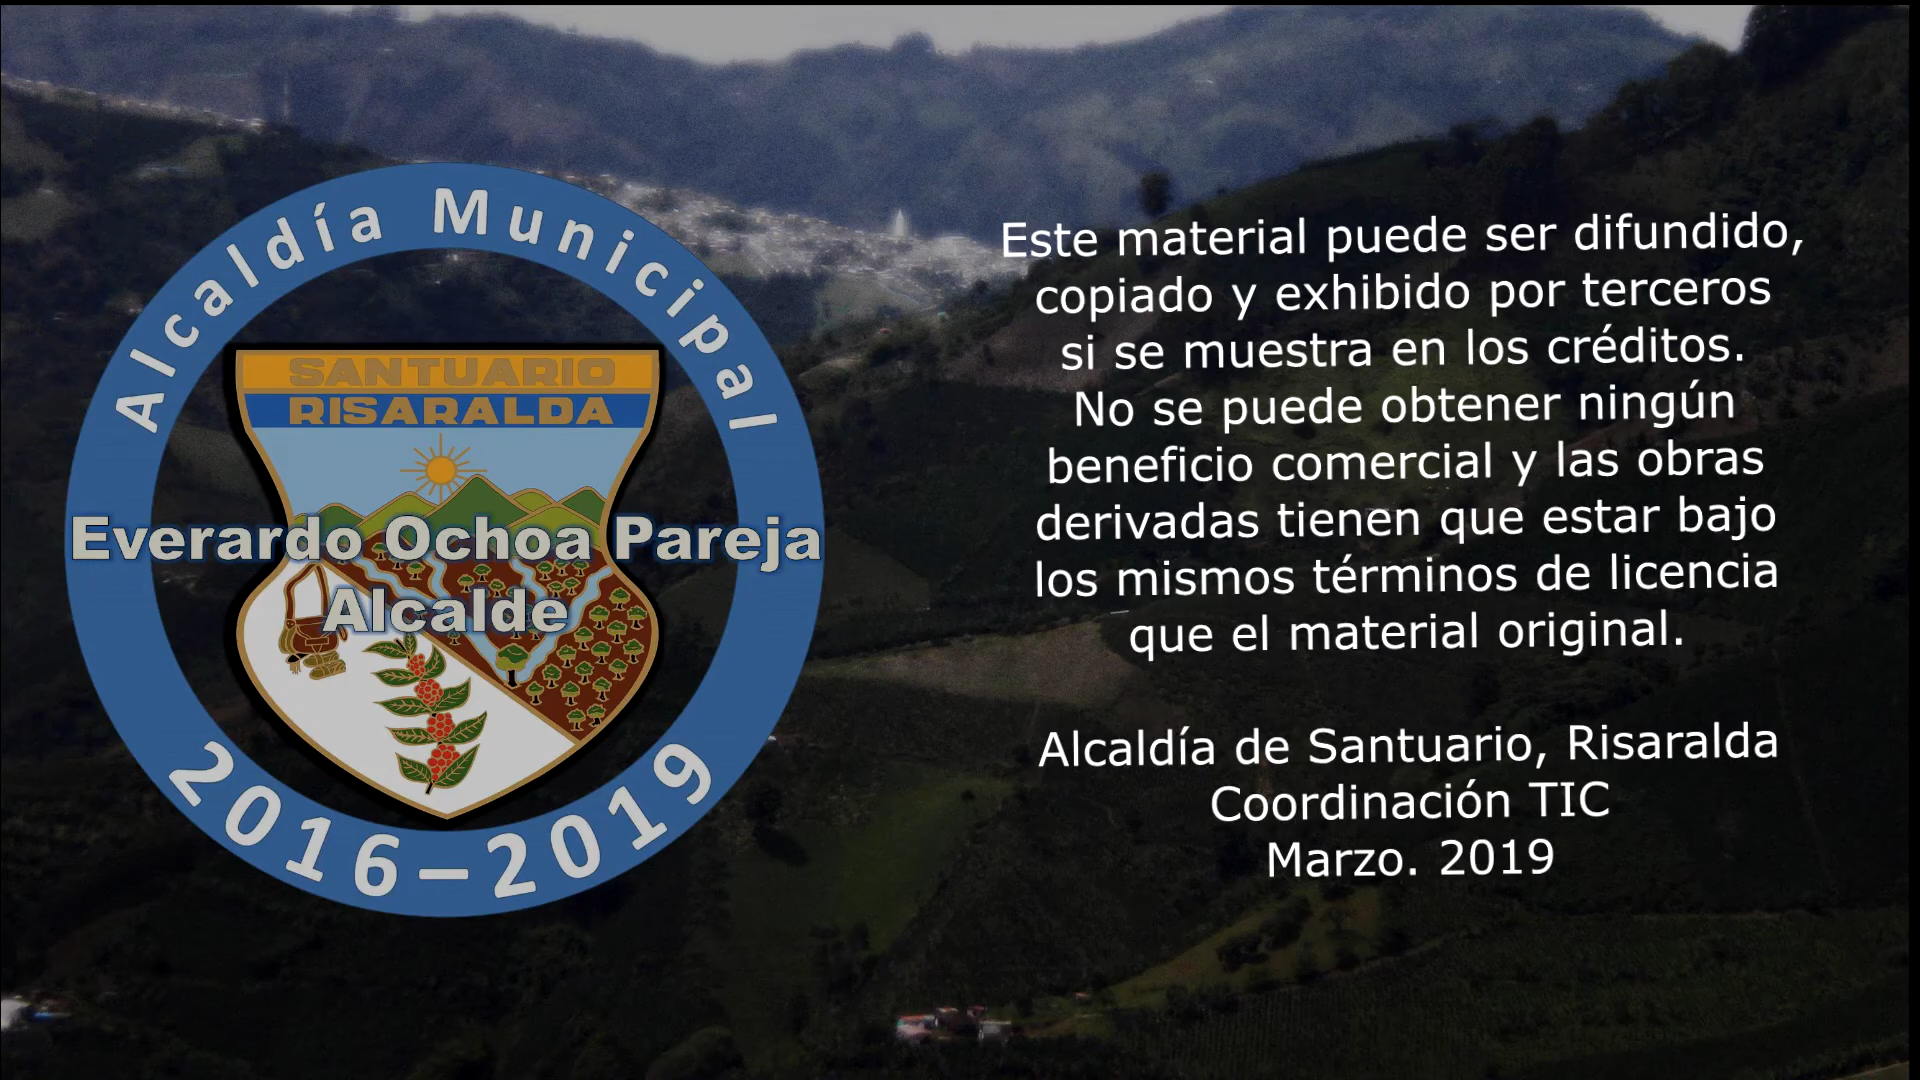 Alcaldía Municipal
SANTUARIO
RISARALDA
Everardo Ochoa Pareja
Alcalde
2016–2019
Este material puede ser difundido,
copiado y exhibido por terceros
si se muestra en los créditos.
No se puede obtener ningún
beneficio comercial y las obras
derivadas tienen que estar bajo
los mismos términos de licencia
que el material original.
Alcaldía de Santuario, Risaralda
Coordinación TIC
Marzo. 2019